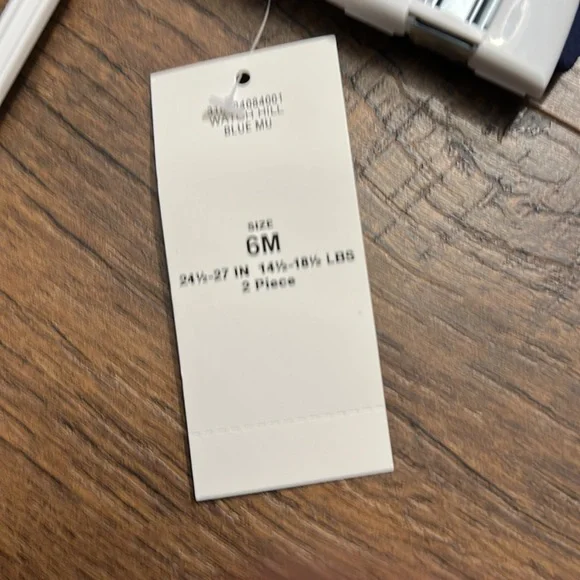 WATCH HILL
BLUE MU
SIZE
6M
24½-27 IN 14½-18½ LBS
2 Piece